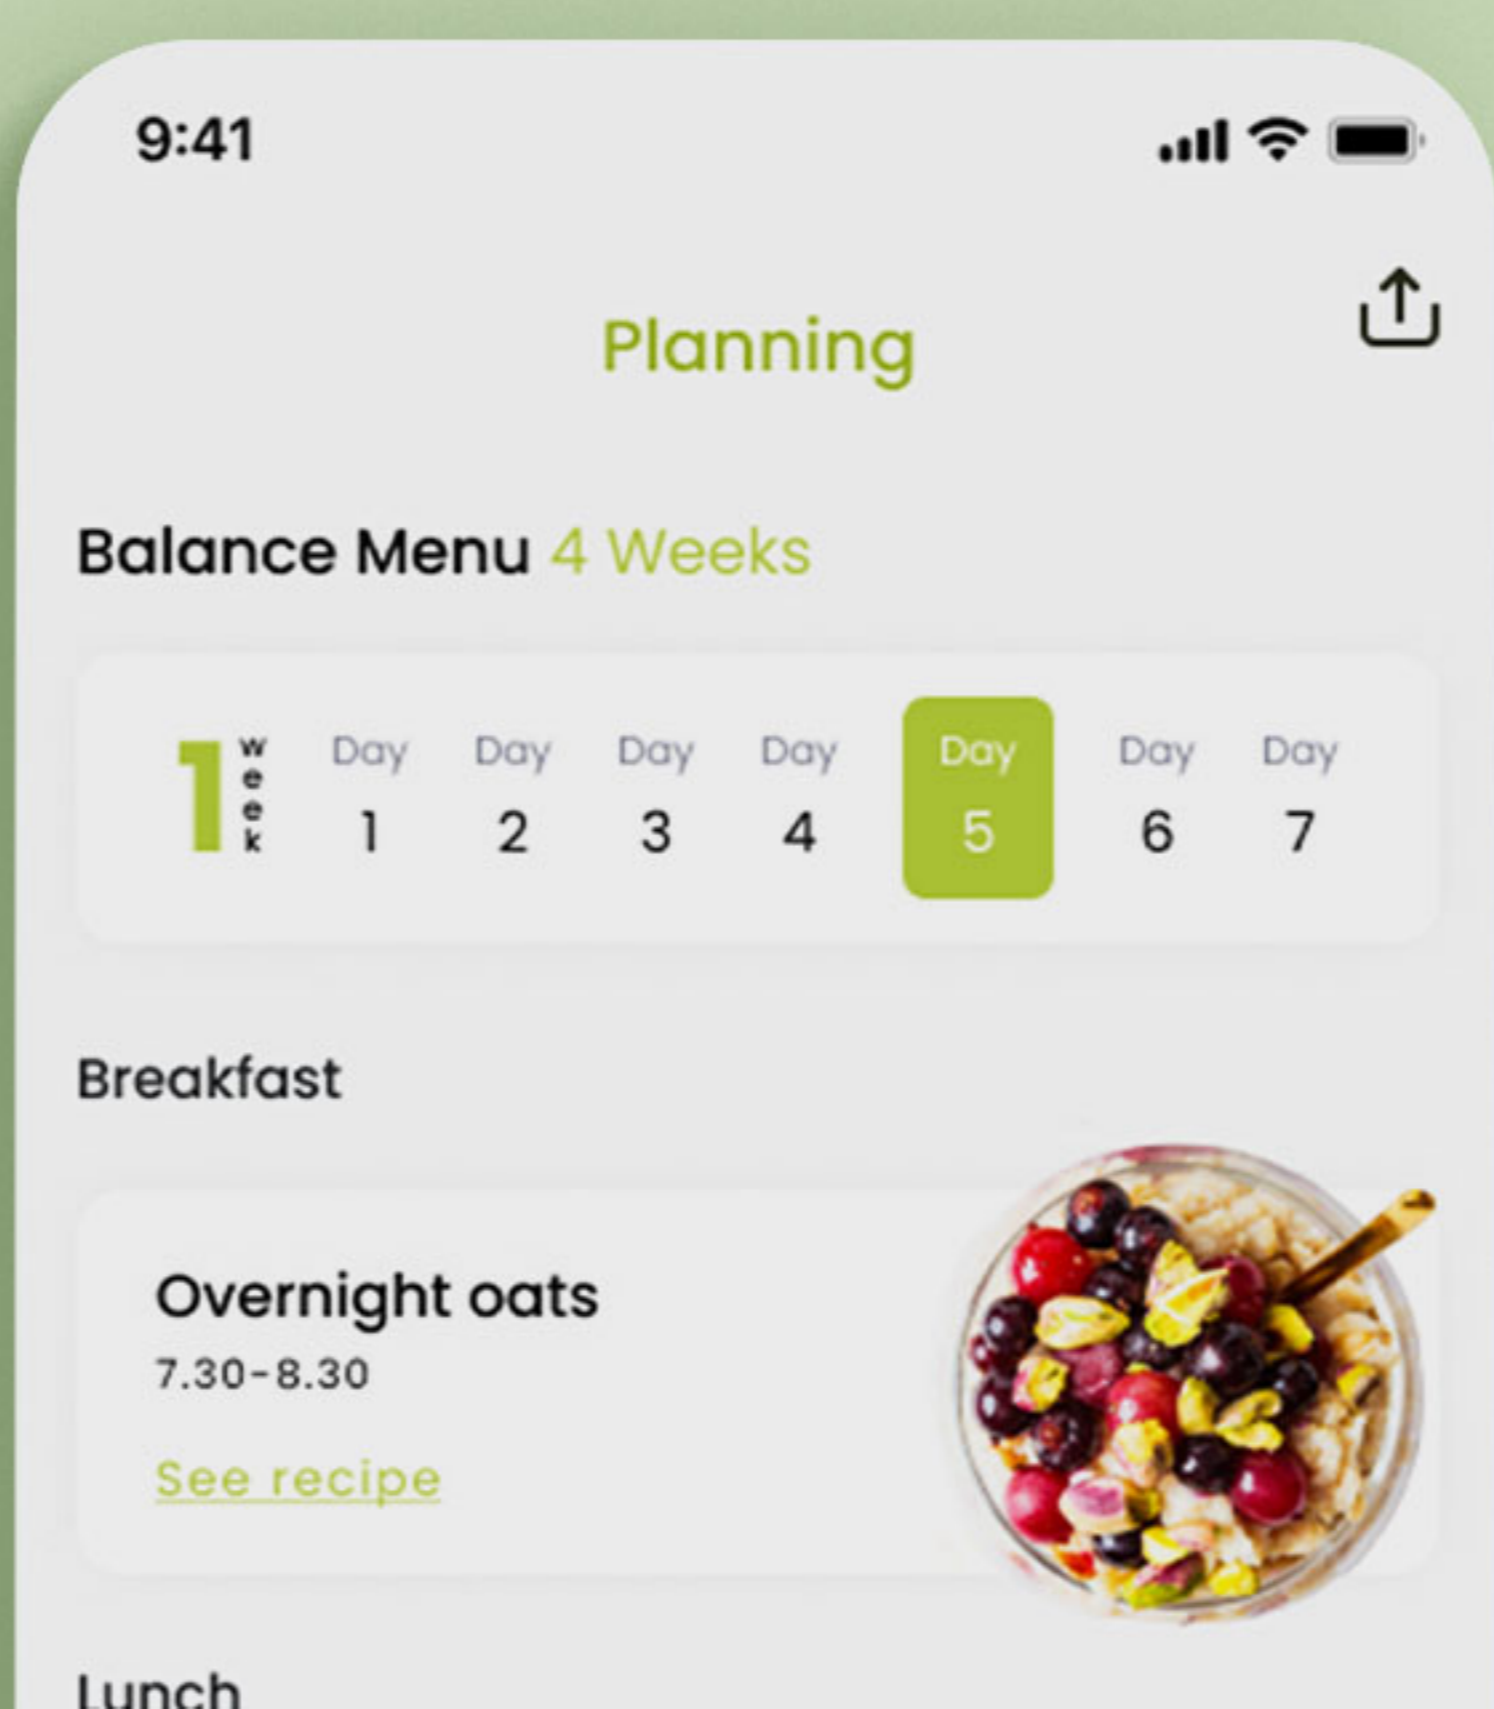 9:41
Planning
Balance Menu 4 Weeks
1 week Day Day Day Day Day Day Day
1 2 3 4 5 6 7
Breakfast
Overnight oats
7.30-8.30
See recipe
Lunch